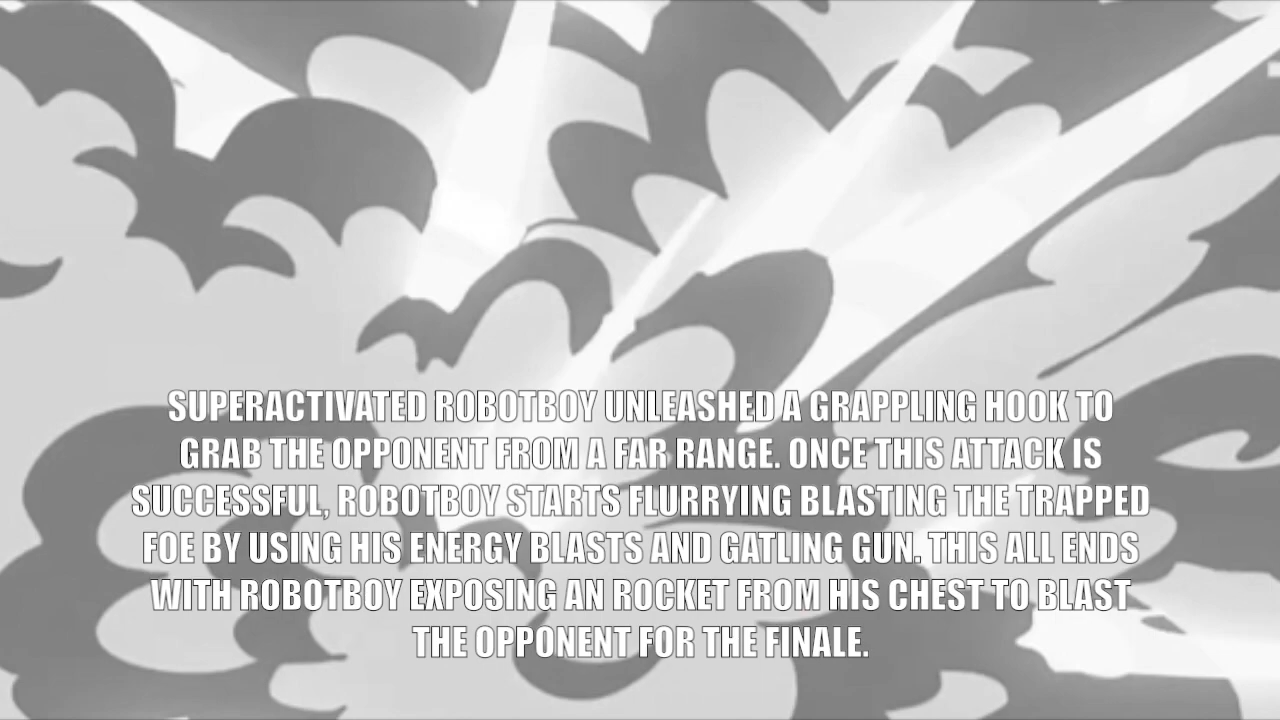 SUPERACTIVATED ROBOTBOY UNLEASHED A GRAPPLING HOOK TO
GRAB THE OPPONENT FROM A FAR RANGE. ONCE THIS ATTACK IS
SUCCESSFUL, ROBOTBOY STARTS FLURRYING BLASTING THE TRAPPED
FOE BY USING HIS ENERGY BLASTS AND GATLING GUN. THIS ALL ENDS
WITH ROBOTBOY EXPOSING AN ROCKET FROM HIS CHEST TO BLAST
THE OPPONENT FOR THE FINALE.